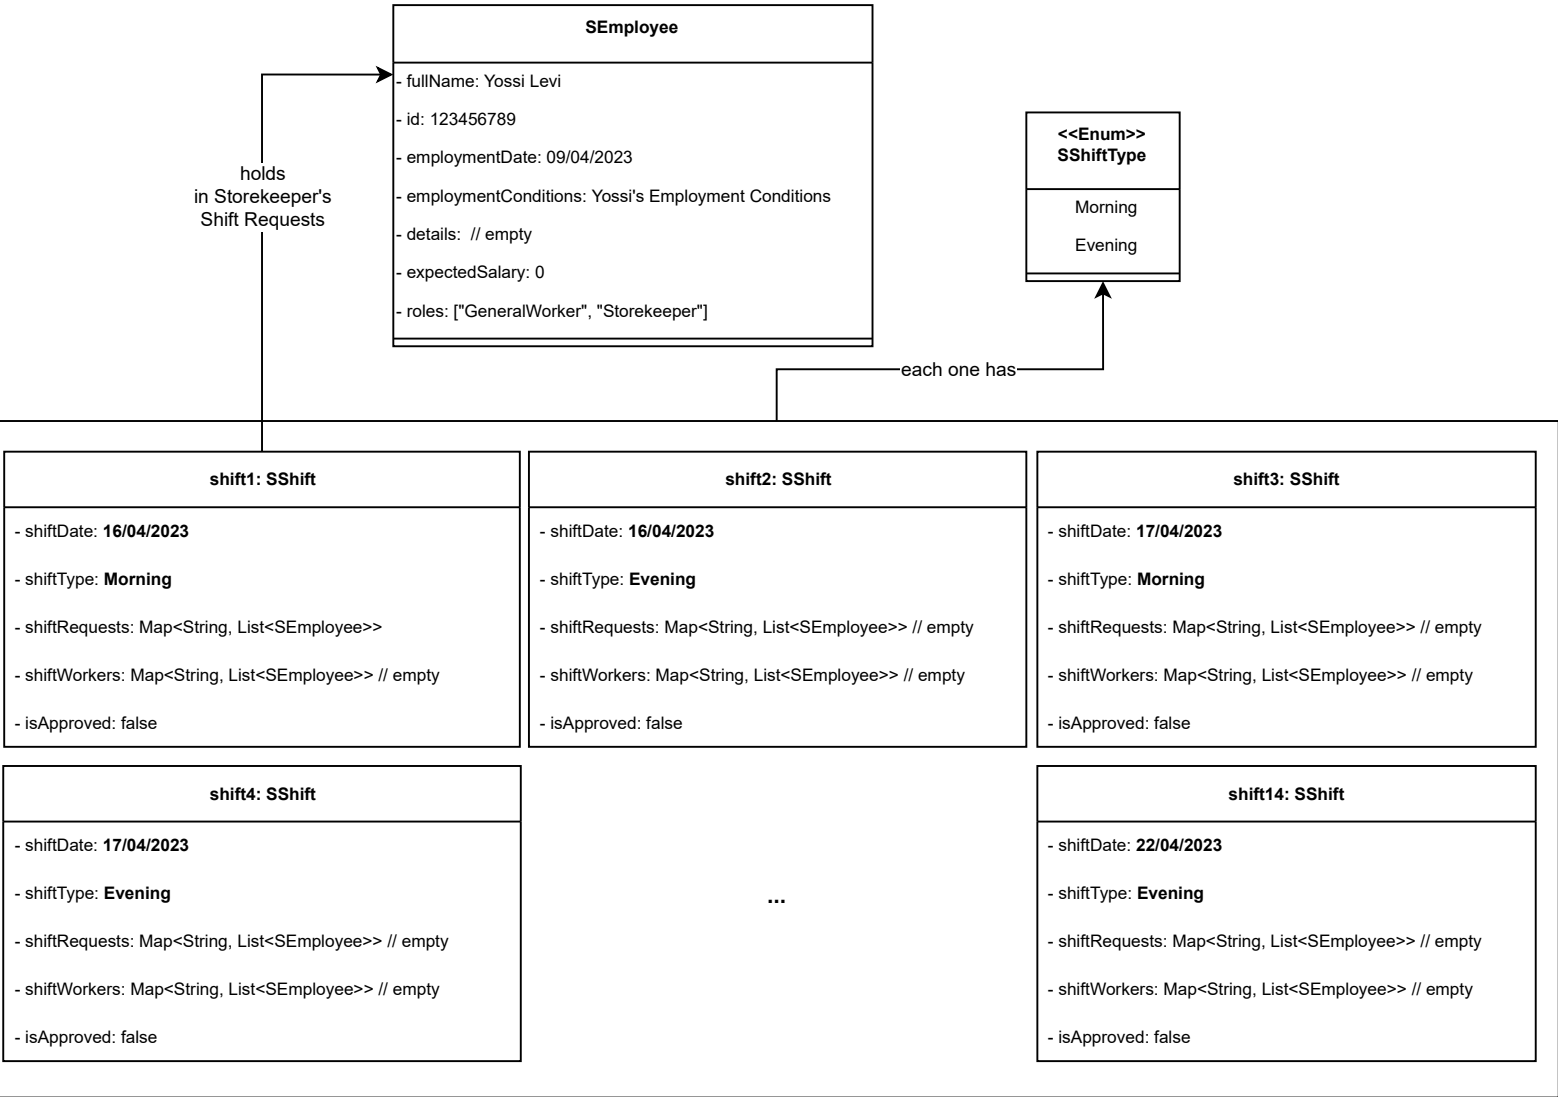 SEmployee
- fullName: Yossi Levi
- id: 123456789
- employmentDate: 09/04/2023
- employmentConditions: Yossi's Employment Conditions
- details:  // empty
- expectedSalary: 0
- roles: ["GeneralWorker", "Storekeeper"]
<<Enum>>
SShiftType
Morning
Evening
holds
in Storekeeper's
Shift Requests
each one has
shift1: SShift
- shiftDate: 16/04/2023
- shiftType: Morning
- shiftRequests: Map<String, List<SEmployee>>
- shiftWorkers: Map<String, List<SEmployee>> // empty
- isApproved: false
shift2: SShift
- shiftDate: 16/04/2023
- shiftType: Evening
- shiftRequests: Map<String, List<SEmployee>> // empty
- shiftWorkers: Map<String, List<SEmployee>> // empty
- isApproved: false
shift3: SShift
- shiftDate: 17/04/2023
- shiftType: Morning
- shiftRequests: Map<String, List<SEmployee>> // empty
- shiftWorkers: Map<String, List<SEmployee>> // empty
- isApproved: false
shift4: SShift
- shiftDate: 17/04/2023
- shiftType: Evening
- shiftRequests: Map<String, List<SEmployee>> // empty
- shiftWorkers: Map<String, List<SEmployee>> // empty
- isApproved: false
...
shift14: SShift
- shiftDate: 22/04/2023
- shiftType: Evening
- shiftRequests: Map<String, List<SEmployee>> // empty
- shiftWorkers: Map<String, List<SEmployee>> // empty
- isApproved: false